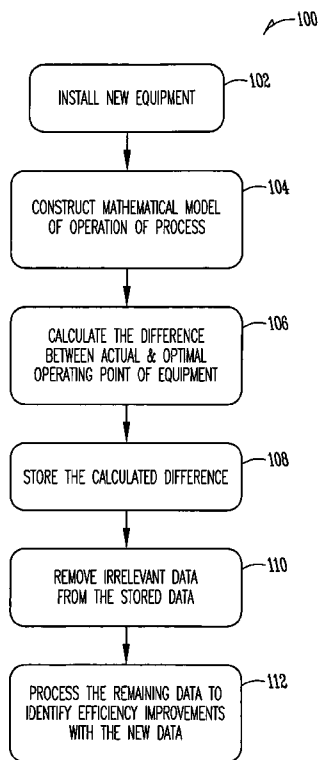 100
INSTALL NEW EQUIPMENT
102
CONSTRUCT MATHEMATICAL MODEL
OF OPERATION OF PROCESS
104
CALCULATE THE DIFFERENCE
BETWEEN ACTUAL & OPTIMAL
OPERATING POINT OF EQUIPMENT
106
STORE THE CALCULATED DIFFERENCE
108
REMOVE IRRELEVANT DATA
FROM THE STORED DATA
110
PROCESS THE REMAINING DATA TO
IDENTIFY EFFICIENCY IMPROVEMENTS
WITH THE NEW DATA
112